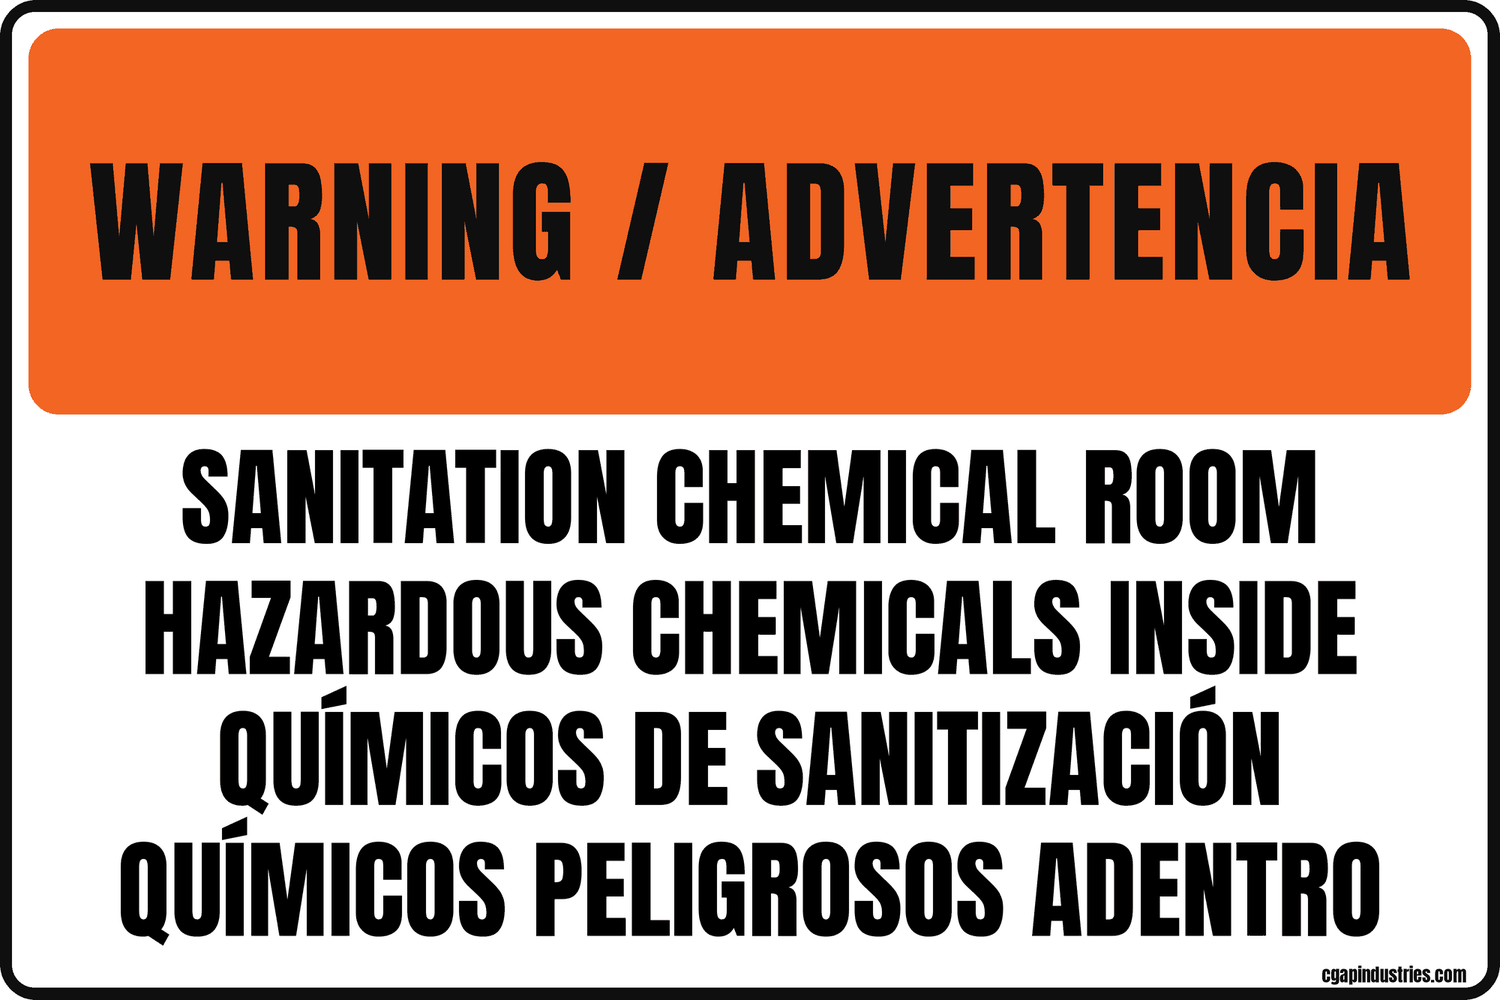 WARNING / ADVERTENCIA
SANITATION CHEMICAL ROOM
HAZARDOUS CHEMICALS INSIDE
QUÍMICOS DE SANITIZACIÓN
QUÍMICOS PELIGROSOS ADENTRO
cgapindustries.com